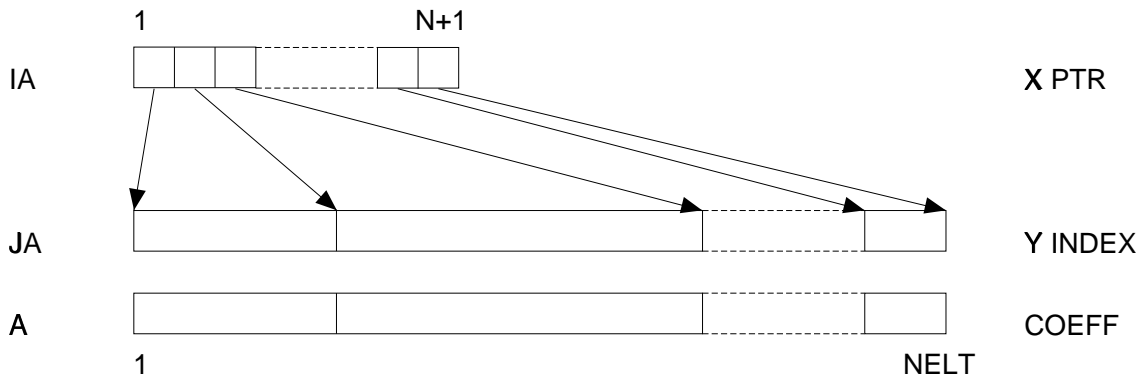 1 N+1
IA X PTR
JA Y INDEX
A COEFF
1 NELT